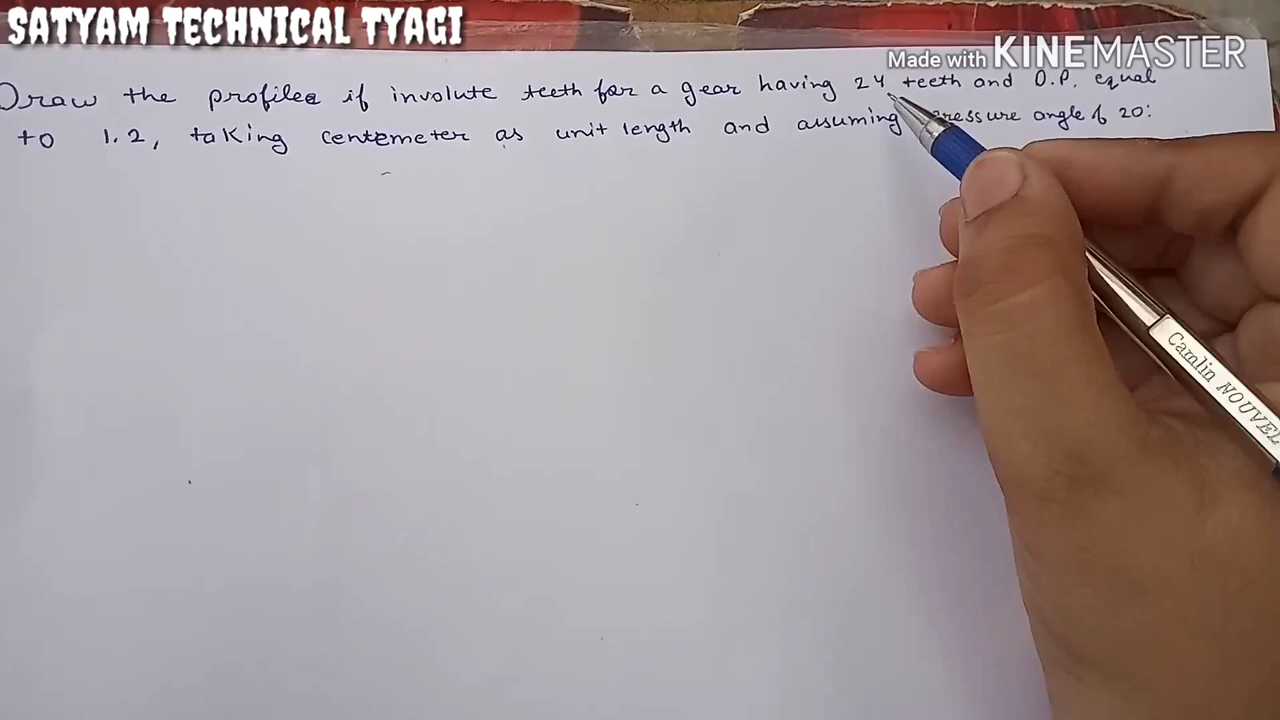 SATYAM TECHNICAL TYAGI
Made with KINEMASTER
Draw the profiles if involute teeth for a gear having 24 teeth and D.P. equal
to 1.2, taking centemeter as unit length and assuming pressure angle of 20:
Camlin NOUVEL